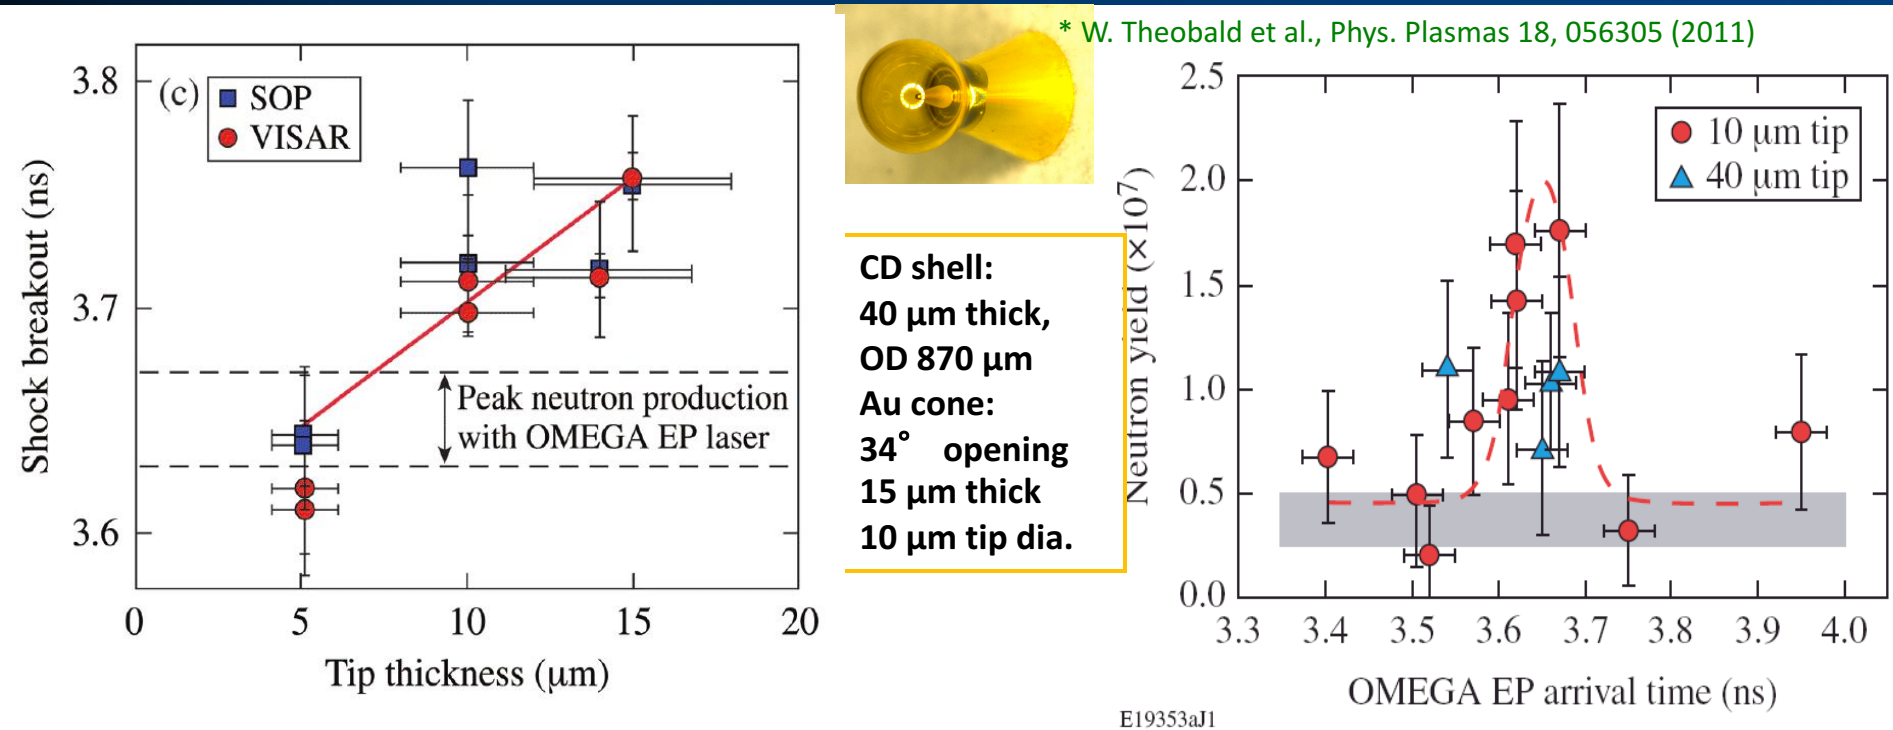 * W. Theobald et al., Phys. Plasmas 18, 056305 (2011)
(c)
SOP
VISAR
3.8
3.7
3.6
Shock breakout (ns)
Peak neutron production
with OMEGA EP laser
0
5
10
15
20
Tip thickness (μm)
CD shell:
40 μm thick,
OD 870 μm
Au cone:
34° opening
15 μm thick
10 μm tip dia.
2.5
2.0
1.5
1.0
0.5
0.0
Neutron yield (×10⁷)
10 μm tip
40 μm tip
3.3
3.4
3.5
3.6
3.7
3.8
3.9
4.0
OMEGA EP arrival time (ns)
E19353aJ1